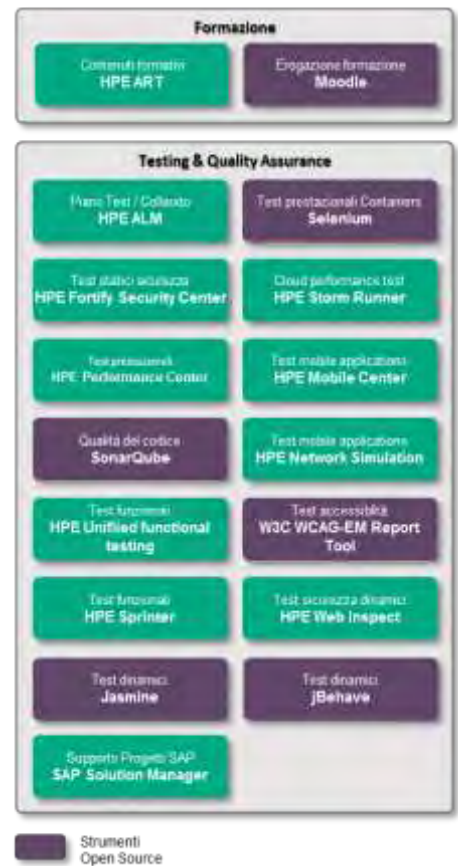 Formazione
Contenuti formativi
HPE ART
Erogazione formazione
Moodle
Testing & Quality Assurance
Piano Test / Collaudo
HPE ALM
Test prestazionali Containers
Selenium
Test statici sicurezza
HPE Fortify Security Center
Cloud performance test
HPE Storm Runner
Test prestazionali
HPE Performance Center
Test mobile applications
HPE Mobile Center
Qualità del codice
SonarQube
Test mobile applications
HPE Network Simulation
Test funzionali
HPE Unified functional
testing
Test accessibilità
W3C WCAG-EM Report
Tool
Test funzionali
HPE Sprinter
Test sicurezza dinamici
HPE Web Inspect
Test dinamici
Jasmine
Test dinamici
jBehave
Supporto Progetti SAP
SAP Solution Manager
Strumenti
Open Source